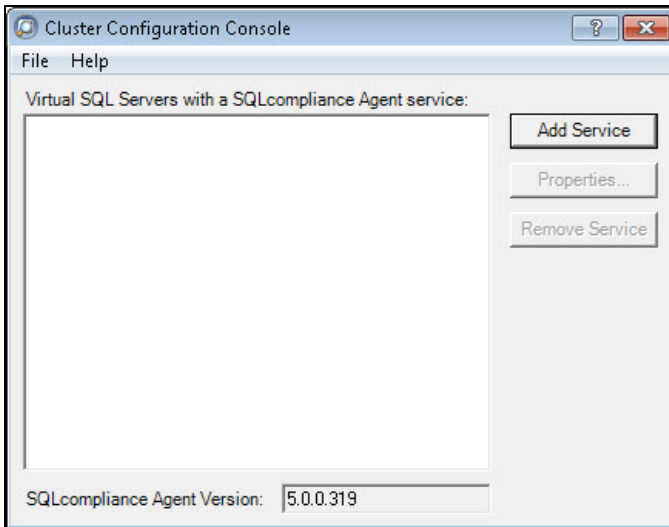 Cluster Configuration Console
File Help
Virtual SQL Servers with a SQLcompliance Agent service:
Add Service
Properties...
Remove Service
SQLcompliance Agent Version: 5.0.0.319